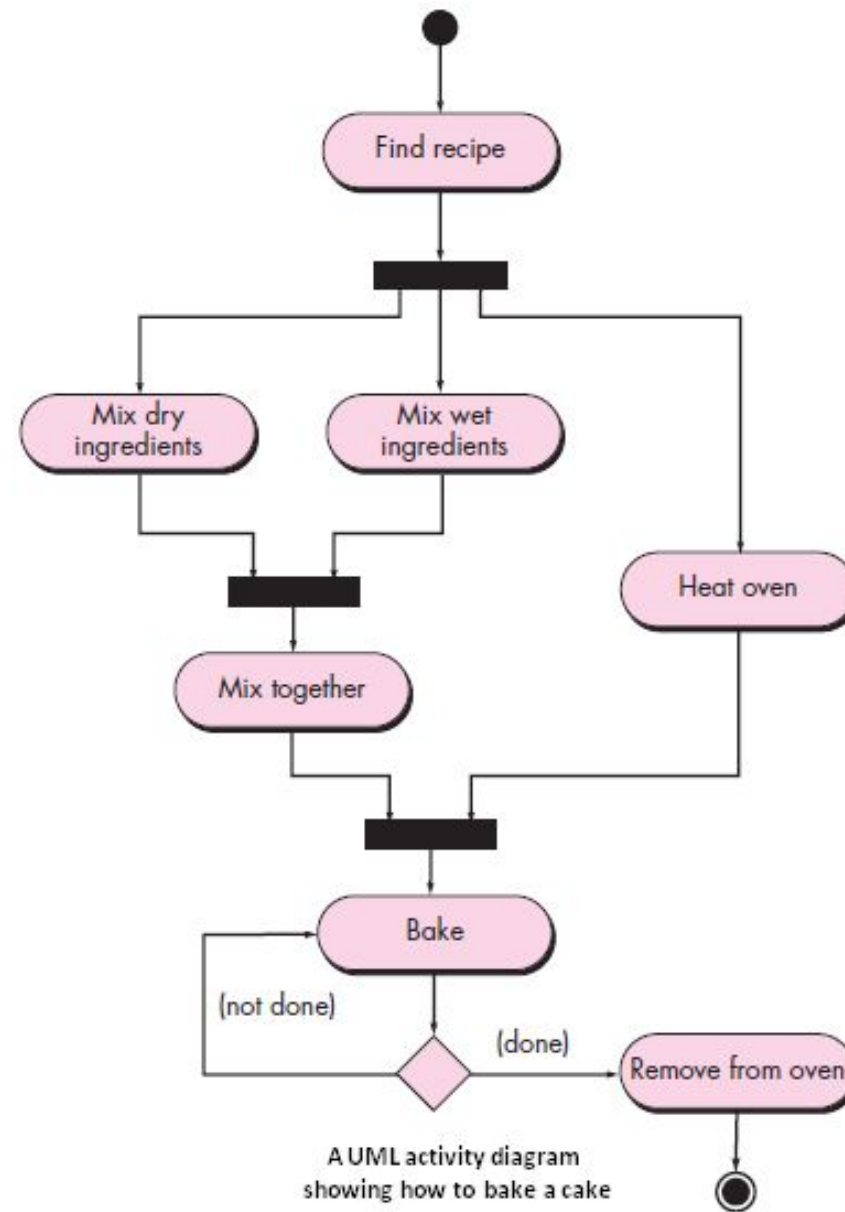 Find recipe
Mix dry
ingredients
Mix wet
ingredients
Heat oven
Mix together
Bake
(not done)
(done)
Remove from oven
A UML activity diagram
showing how to bake a cake